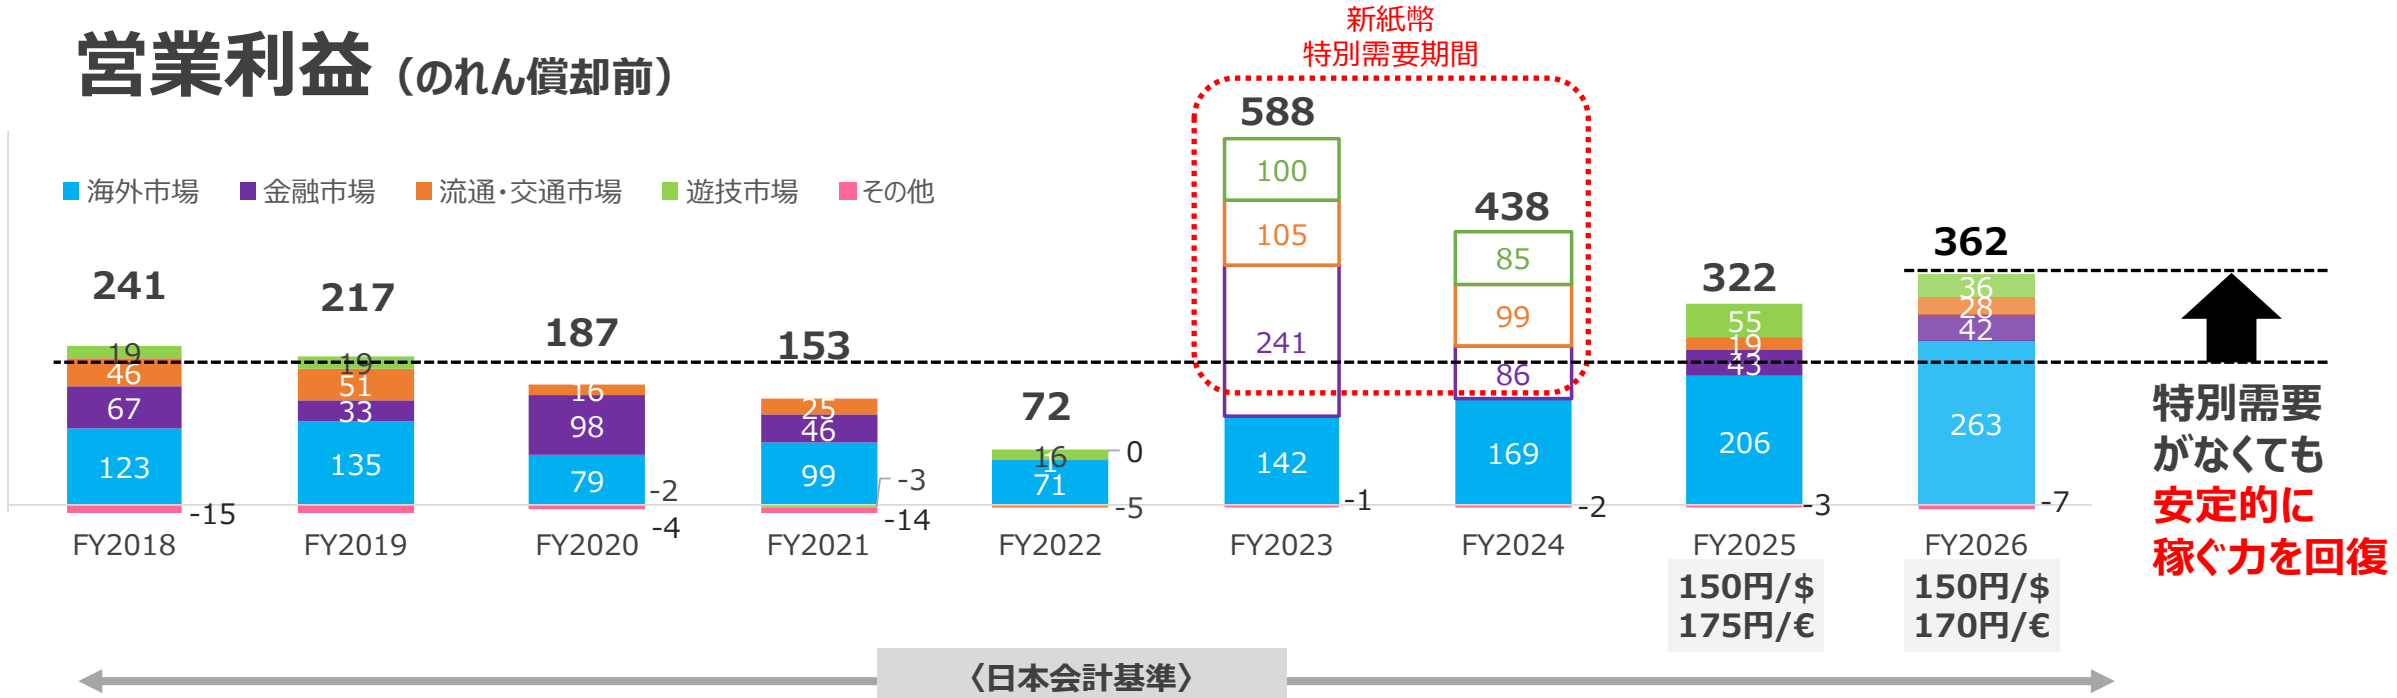 営業利益（のれん償却前）
新紙幣
特別需要期間
海外市場 金融市場 流通・交通市場 遊技市場 その他
241
19
46
67
123
-15
FY2018
217
19
51
33
135
FY2019
187
16
98
79
-2
-4
FY2020
153
25
46
99
-3
-14
FY2021
72
16
1
71
0
-5
FY2022
588
100
105
241
142
-1
FY2023
438
85
99
86
169
-2
FY2024
322
55
19
43
206
-3
FY2025
150円/$
175円/€
362
36
28
42
263
-7
FY2026
150円/$
170円/€
特別需要
がなくても
安定的に
稼ぐ力を回復
〈日本会計基準〉